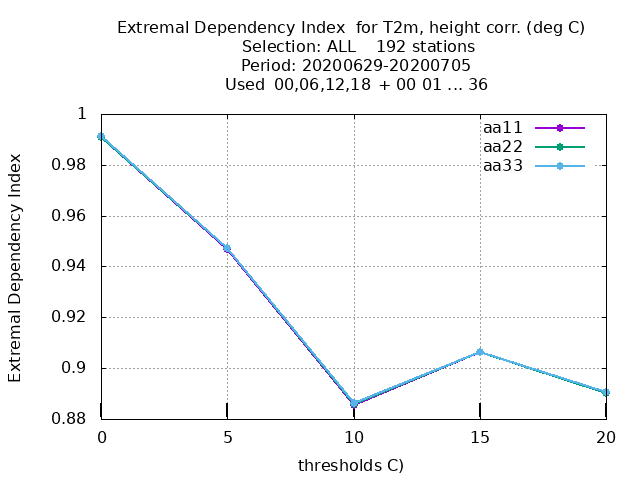 Extremal Dependency Index  for T2m, height corr. (deg C)
Selection: ALL    192 stations
Period: 20200629-20200705
Used  00,06,12,18 + 00 01 ... 36
Extremal Dependency Index
1
0.98
0.96
0.94
0.92
0.9
0.88
aa11
aa22
aa33
0 5 10 15 20
thresholds C)